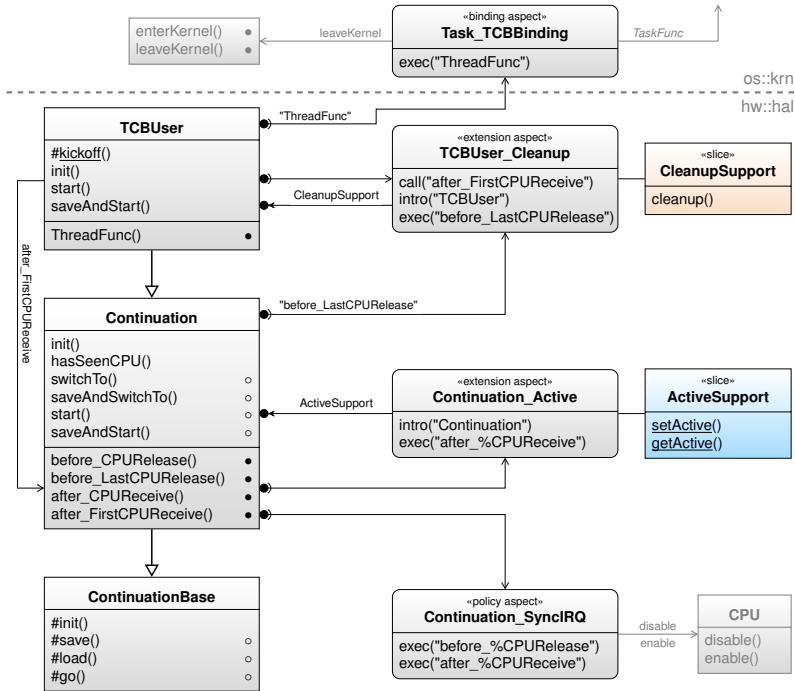 «binding aspect»
Task_TCBBinding
exec("ThreadFunc")
enterKernel()
leaveKernel()
leaveKernel
TaskFunc
os::krn
hw::hal
TCBUser
#kickoff()
init()
start()
saveAndStart()
ThreadFunc()
"ThreadFunc"
CleanupSupport
«extension aspect»
TCBUser_Cleanup
call("after_FirstCPUReceive")
intro("TCBUser")
exec("before_LastCPURelease")
«slice»
CleanupSupport
cleanup()
after_FirstCPUReceive
"before_LastCPURelease"
Continuation
init()
hasSeenCPU()
switchTo()
saveAndSwitchTo()
start()
saveAndStart()
before_CPURelease()
before_LastCPURelease()
after_CPUReceive()
after_FirstCPUReceive()
ActiveSupport
«extension aspect»
Continuation_Active
intro("Continuation")
exec("after_%CPUReceive")
«slice»
ActiveSupport
setActive()
getActive()
ContinuationBase
#init()
#save()
#load()
#go()
«policy aspect»
Continuation_SyncIRQ
exec("before_%CPURelease")
exec("after_%CPUReceive")
disable
enable
CPU
disable()
enable()